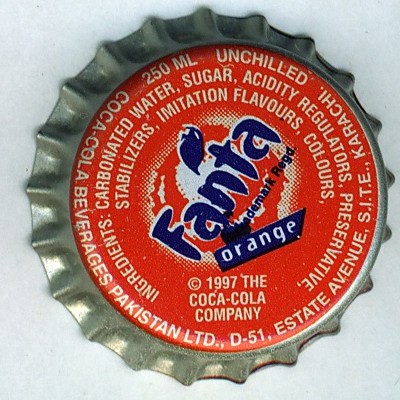 250 ML UNCHILLED
COCA-COLA BEVERAGES PAKISTAN LTD., D-51, ESTATE AVENUE, S.I.T.E., KARACHI.
INGREDIENTS: CARBONATED WATER, SUGAR, ACIDITY REGULATORS, PRESERVATIVE,
STABILIZERS, IMITATION FLAVOURS, COLOURS
Fanta
Trademark Regd.
orange
© 1997 THE
COCA-COLA
COMPANY